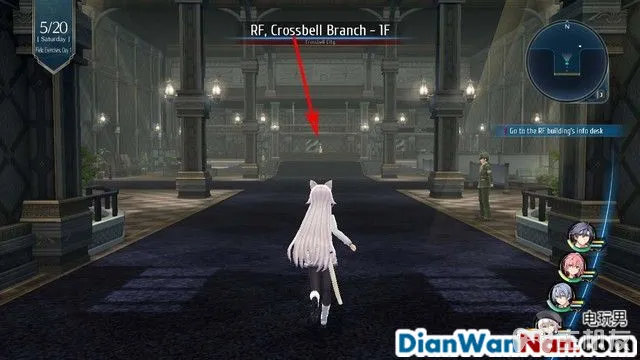 5/20
[Saturday]
Field Exercises, Day 1
RF, Crossbell Branch – 1F
Crossbell City
N
Go to the RF building's info desk
电玩男
DianWanNan.com